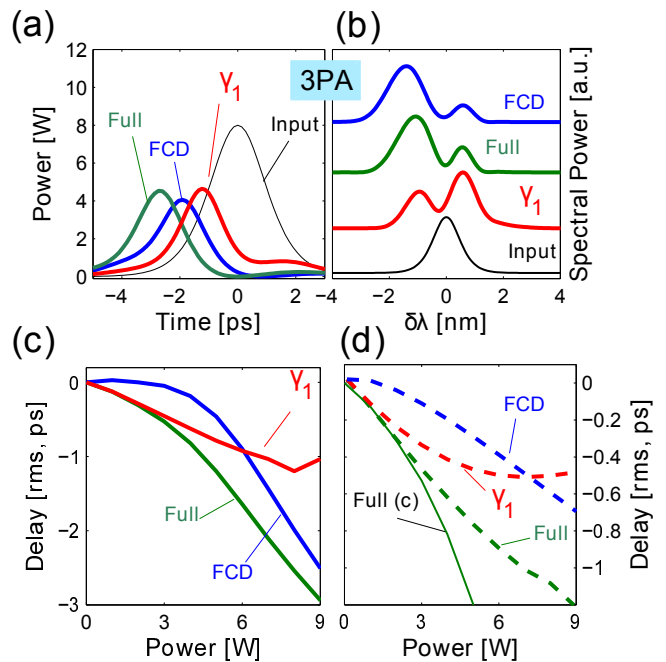 (a)
(b)
12
10
8
6
4
2
0
Power [W]
Full
FCD
γ1
Input
3PA
−4
−2
0
2
Time [ps]
FCD
Full
γ1
Input
Spectral Power [a.u.]
−4
−2
0
2
4
δλ [nm]
(c)
(d)
0
−1
−2
−3
Delay [rms, ps]
γ1
Full
FCD
0
3
6
9
Power [W]
FCD
γ1
Full (c)
Full
0
−0.2
−0.4
−0.6
−0.8
−1
Delay [rms, ps]
0
3
6
9
Power [W]